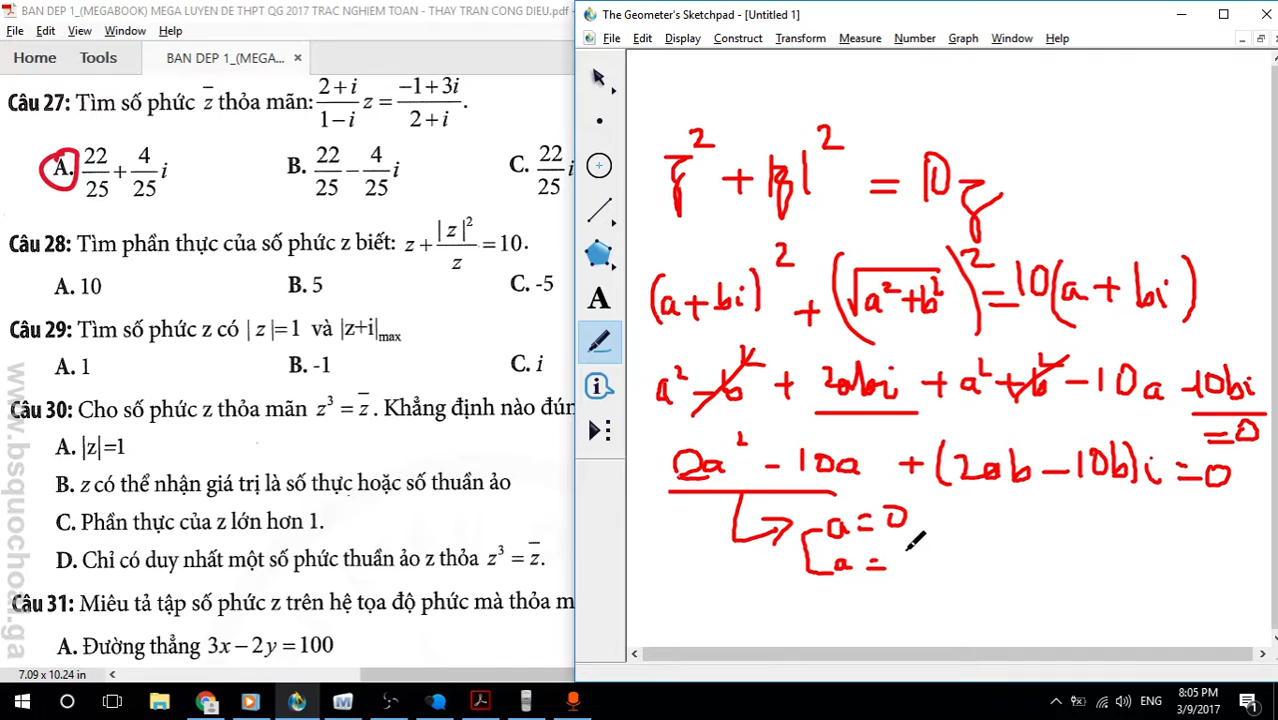 BAN DEP 1_(MEGABOOK) MEGA LUYEN DE THPT QG 2017 TRAC NGHIEM TOAN - THAY TRAN CONG DIEU.pdf
File Edit View Window Help
Home Tools BAN DEP 1_(MEGA... ×
Câu 27: Tìm số phức z̄ thỏa mãn: (2+i)/(1−i) z = (−1+3i)/(2+i).
A. 22/25 + 4/25 i B. 22/25 − 4/25 i C. 22/25 i
Câu 28: Tìm phần thực của số phức z biết: z + |z|²/z = 10.
A. 10 B. 5 C. -5
Câu 29: Tìm số phức z có |z|=1 và |z+i|max
A. 1 B. -1 C. i
Câu 30: Cho số phức z thỏa mãn z³ = z̄. Khẳng định nào đún
A. |z|=1
B. z có thể nhận giá trị là số thực hoặc số thuần ảo
C. Phần thực của z lớn hơn 1.
D. Chỉ có duy nhất một số phức thuần ảo z thỏa z³ = z̄.
Câu 31: Miêu tả tập số phức z trên hệ tọa độ phức mà thỏa m
A. Đường thẳng 3x − 2y = 100
www.bsquochoai.ga
7.09 x 10.24 in
The Geometer's Sketchpad - [Untitled 1]
File Edit Display Construct Transform Measure Number Graph Window Help
A
z² + |z|² = 10z
(a + bi)² + (√a²+b²)² = 10(a + bi)
a² − b² + 2abi + a² + b² − 10a − 10bi
= 0
2a² − 10a + (2ab − 10b)i = 0
a = 0
a =
ENG
8:05 PM
3/9/2017
1